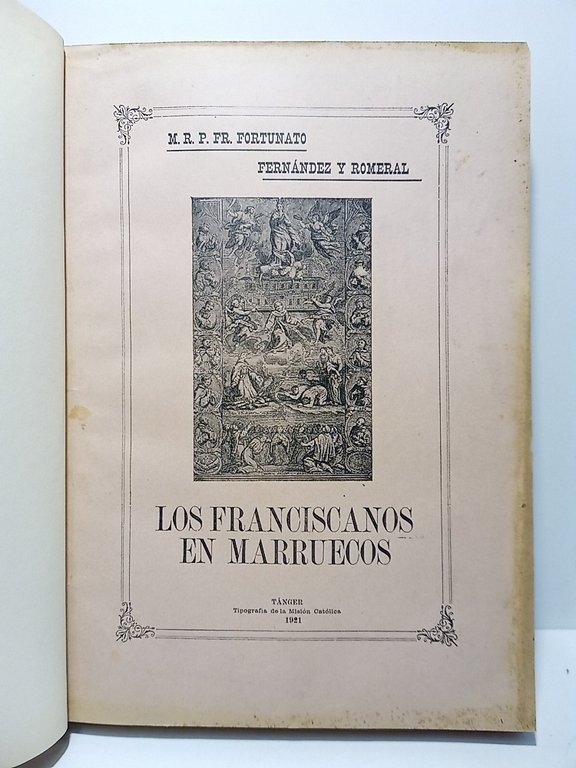 M. R. P. FR. FORTUNATO
FERNÁNDEZ Y ROMERAL
LOS FRANCISCANOS
EN MARRUECOS
TÁNGER
Tipografía de la Misión Católica
1921